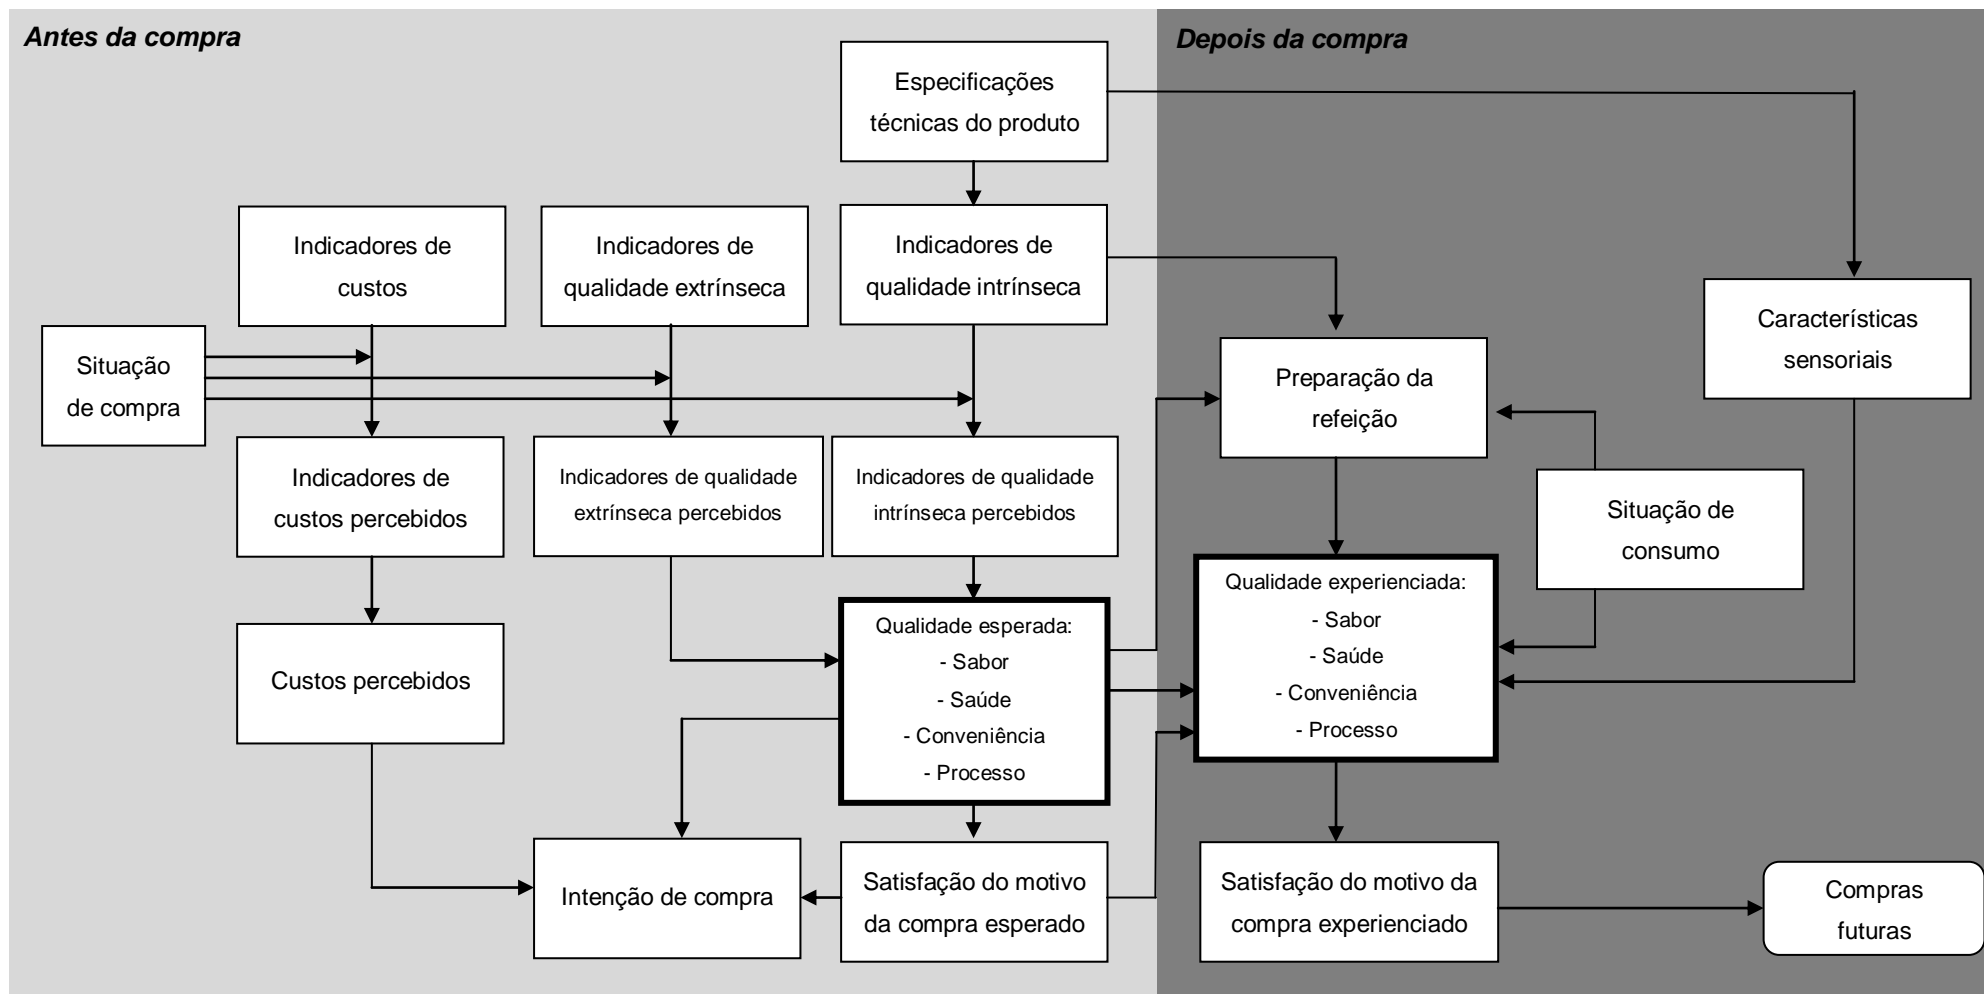 Antes da compra
Depois da compra
Especificações
técnicas do produto
Indicadores de
custos
Indicadores de
qualidade extrínseca
Indicadores de
qualidade intrínseca
Características
sensoriais
Situação
de compra
Preparação da
refeição
Indicadores de
custos percebidos
Indicadores de qualidade
extrínseca percebidos
Indicadores de qualidade
intrínseca percebidos
Situação de
consumo
Custos percebidos
Qualidade esperada:
- Sabor
- Saúde
- Conveniência
- Processo
Qualidade experienciada:
- Sabor
- Saúde
- Conveniência
- Processo
Intenção de compra
Satisfação do motivo
da compra esperado
Satisfação do motivo da
compra experienciado
Compras
futuras